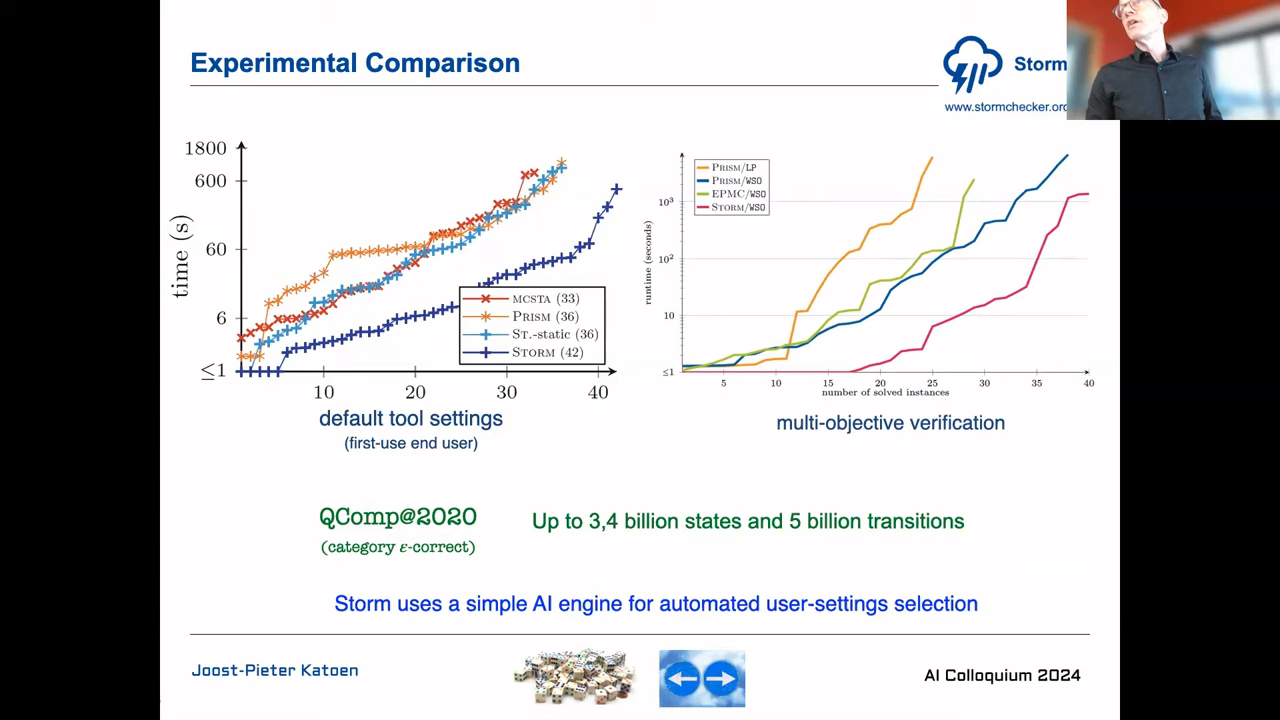 Experimental Comparison
Storm
www.stormchecker.org
1800
600
60
6
≤1
time (s)
10
20
30
40
MCSTA (33)
PRISM (36)
ST.-static (36)
STORM (42)
default tool settings
(first-use end user)
PRISM/LP
PRISM/WSO
EPMC/WSO
STORM/WSO
10³
10²
10
≤1
runtime (seconds)
5
10
15
20
25
30
35
40
number of solved instances
multi-objective verification
QComp@2020
(category ε-correct)
Up to 3,4 billion states and 5 billion transitions
Storm uses a simple AI engine for automated user-settings selection
Joost-Pieter Katoen
AI Colloquium 2024